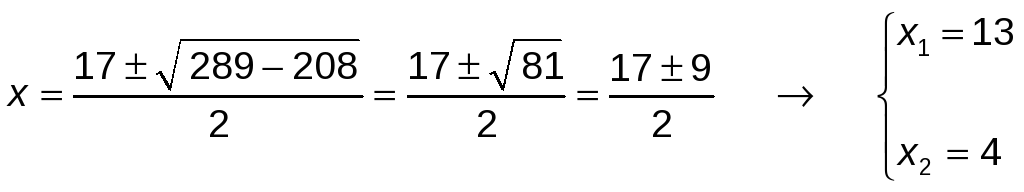 x = (17 ± √(289 − 208))/2 = (17 ± √81)/2 = (17 ± 9)/2 → { x₁ = 13
x₂ = 4